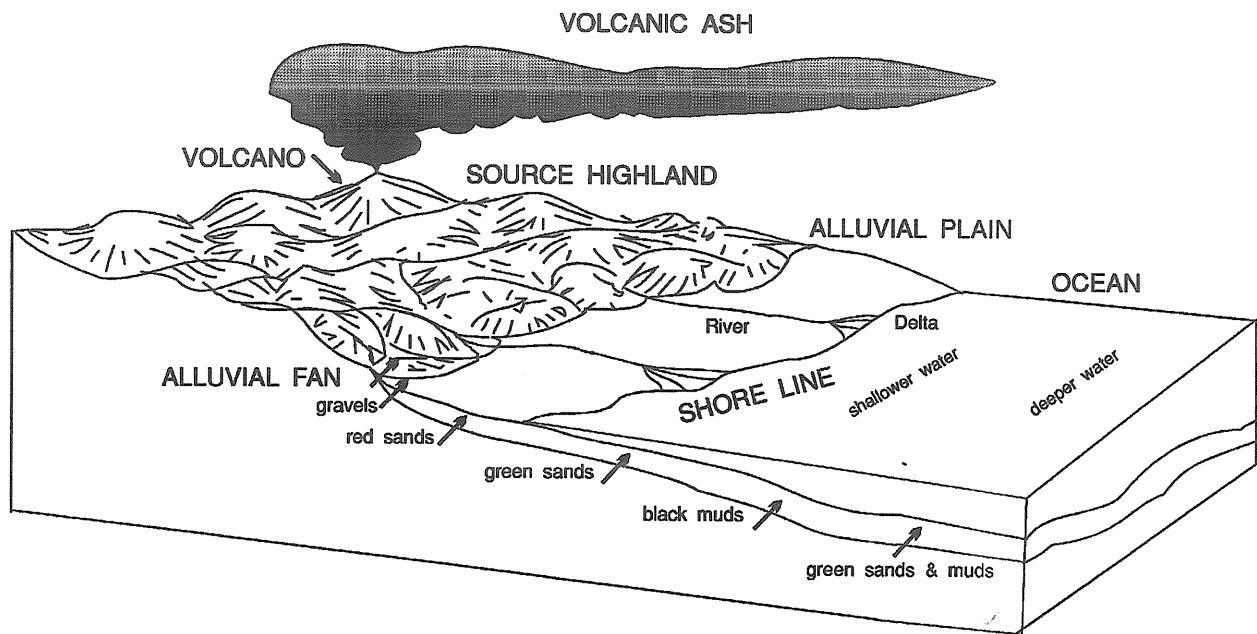 VOLCANIC ASH
VOLCANO
SOURCE HIGHLAND
ALLUVIAL PLAIN
OCEAN
River
Delta
ALLUVIAL FAN
SHORE LINE
shallower water
deeper water
gravels
red sands
green sands
black muds
green sands & muds